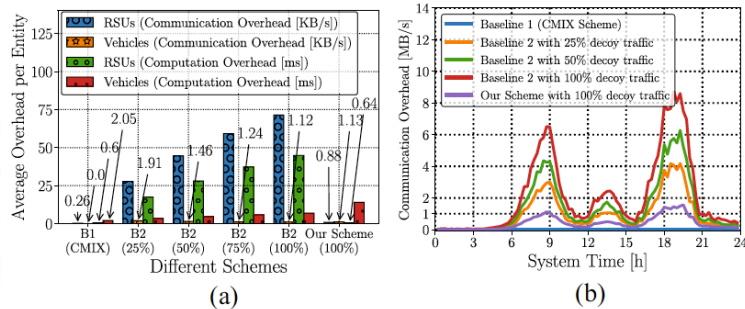 RSUs (Communication Overhead [KB/s])
Vehicles (Communication Overhead [KB/s])
RSUs (Computation Overhead [ms])
Vehicles (Computation Overhead [ms])
Average Overhead per Entity
125
100
75
50
25
0
0.26
0.0
0.6
2.05
1.91
1.46
1.24
1.12
0.88
1.13
0.64
B1
(CMIX)
B2
(25%)
B2
(50%)
B2
(75%)
B2
(100%)
Our Scheme
(100%)
Different Schemes
(a)
Baseline 1 (CMIX Scheme)
Baseline 2 with 25% decoy traffic
Baseline 2 with 50% decoy traffic
Baseline 2 with 100% decoy traffic
Our Scheme with 100% decoy traffic
Communication Overhead [MB/s]
14
12
10
8
6
4
2
1
0
0
3
6
9
12
15
18
21
24
System Time [h]
(b)